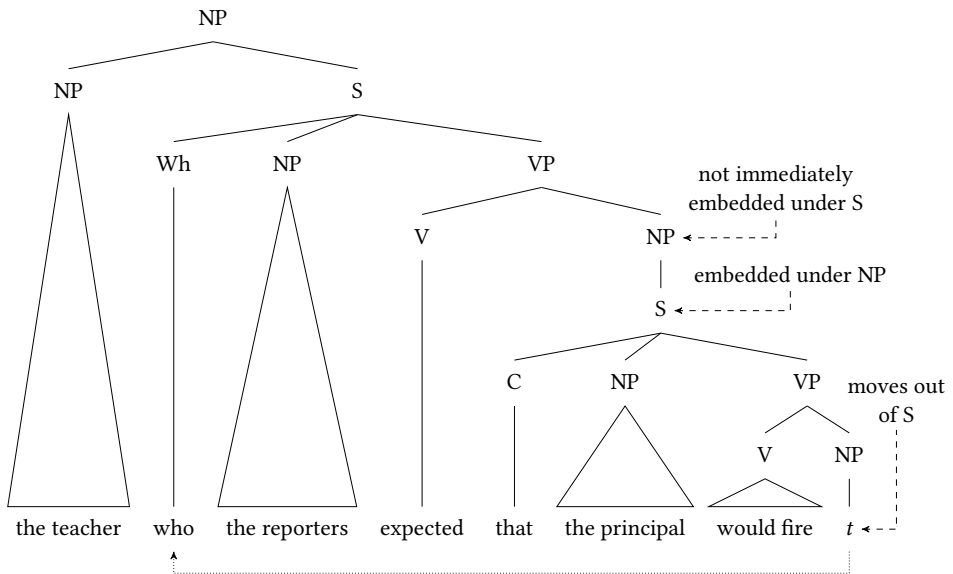 NP
NP S
Wh NP VP
not immediately
embedded under S
V NP
embedded under NP
S
C NP VP
moves out
of S
V NP
the teacher who the reporters expected that the principal would fire t